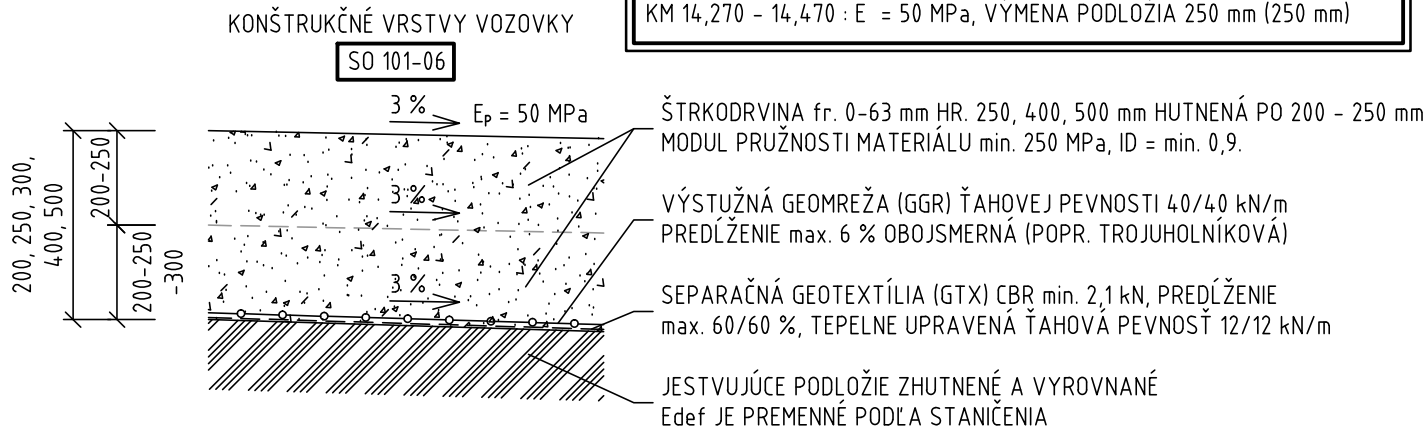 KM 14,270 - 14,470 : E = 50 MPa, VÝMENA PODLOŽIA 250 mm (250 mm)
KONŠTRUKČNÉ VRSTVY VOZOVKY
SO 101-06
3 %
Eₚ = 50 MPa
ŠTRKODRVINA fr. 0-63 mm HR. 250, 400, 500 mm HUTNENÁ PO 200 - 250 mm
MODUL PRUŽNOSTI MATERIÁLU min. 250 MPa, ID = min. 0,9.
200, 250, 300,
400, 500
200-250
3 %
VÝSTUŽNÁ GEOMREŽA (GGR) ŤAHOVEJ PEVNOSTI 40/40 kN/m
PREDĹŽENIE max. 6 % OBOJSMERNÁ (POPR. TROJUHOLNÍKOVÁ)
200-250
-300
3 %
SEPARAČNÁ GEOTEXTÍLIA (GTX) CBR min. 2,1 kN, PREDĹŽENIE
max. 60/60 %, TEPELNE UPRAVENÁ ŤAHOVÁ PEVNOSŤ 12/12 kN/m
JESTVUJÚCE PODLOŽIE ZHUTNENÉ A VYROVNANÉ
Edef JE PREMENNÉ PODĽA STANIČENIA